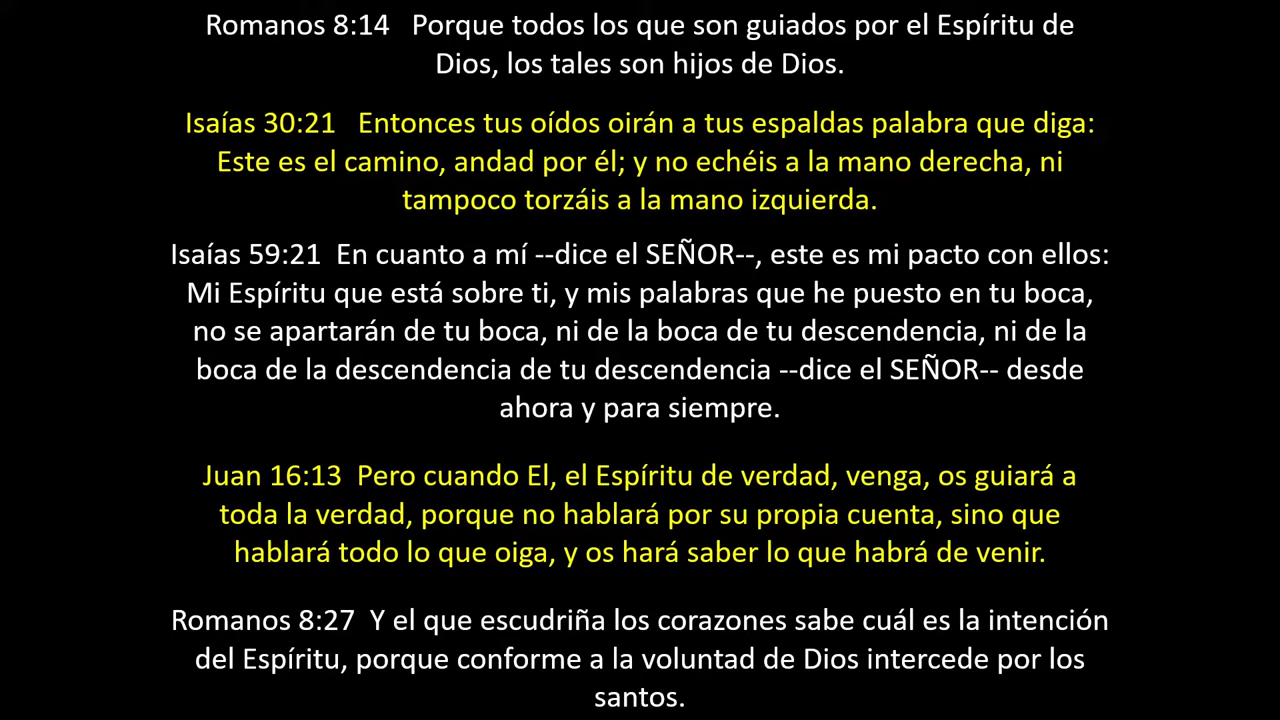 Romanos 8:14   Porque todos los que son guiados por el Espíritu de
Dios, los tales son hijos de Dios.
Isaías 30:21   Entonces tus oídos oirán a tus espaldas palabra que diga:
Este es el camino, andad por él; y no echéis a la mano derecha, ni
tampoco torzáis a la mano izquierda.
Isaías 59:21  En cuanto a mí --dice el SEÑOR--, este es mi pacto con ellos:
Mi Espíritu que está sobre ti, y mis palabras que he puesto en tu boca,
no se apartarán de tu boca, ni de la boca de tu descendencia, ni de la
boca de la descendencia de tu descendencia --dice el SEÑOR-- desde
ahora y para siempre.
Juan 16:13  Pero cuando El, el Espíritu de verdad, venga, os guiará a
toda la verdad, porque no hablará por su propia cuenta, sino que
hablará todo lo que oiga, y os hará saber lo que habrá de venir.
Romanos 8:27  Y el que escudriña los corazones sabe cuál es la intención
del Espíritu, porque conforme a la voluntad de Dios intercede por los
santos.